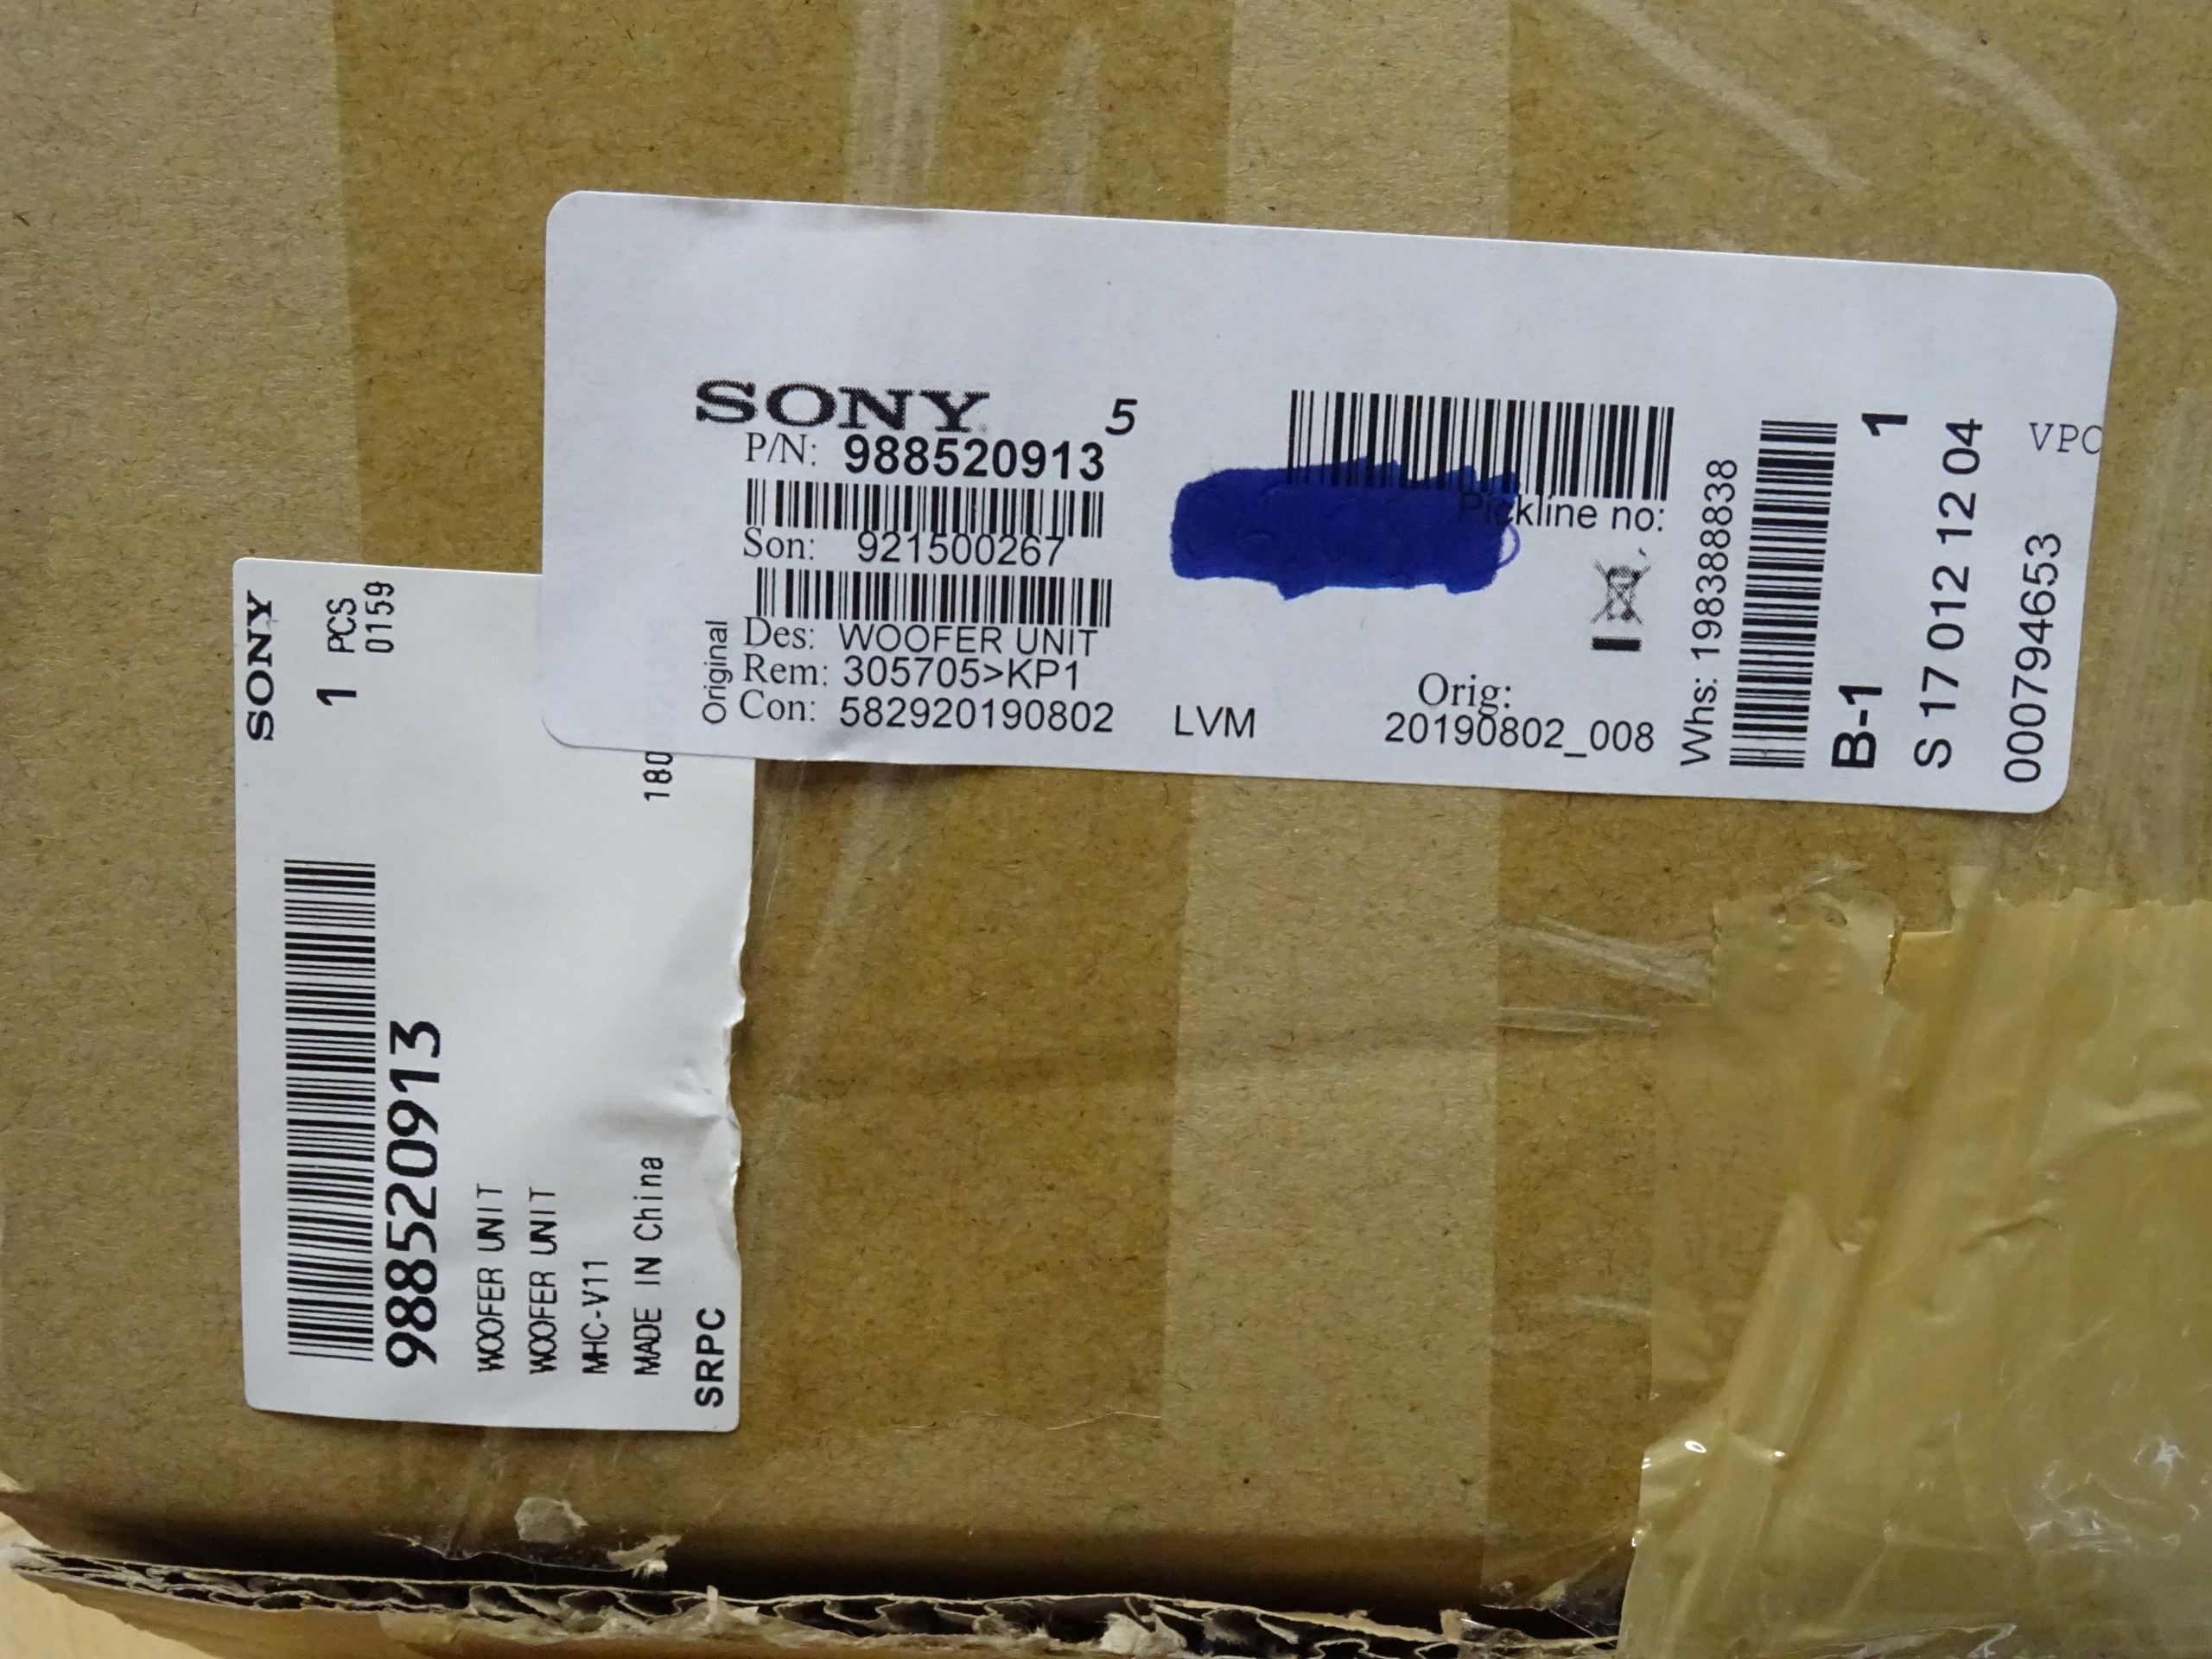 SONY 5
P/N: 988520913
Son: 921500267
Pickline no:
Original
Des: WOOFER UNIT
Rem: 305705>KP1
Con: 582920190802
LVM
Orig:
20190802_008
Whs: 198388838
B-1 1
S 17 012 12 04
0007946653
VPC
SONY
1 PCS
0159
988520913
WOOFER UNIT
WOOFER UNIT
MHC-V11
MADE IN China
180
SRPC